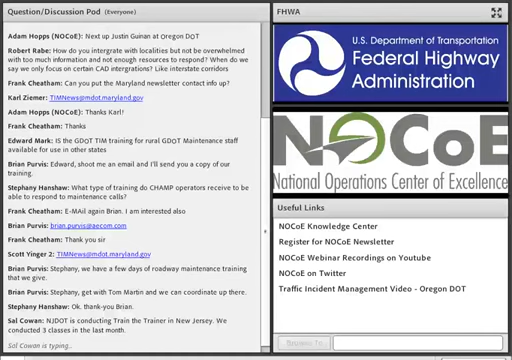 Question/Discussion Pod (Everyone)
Adam Hopps (NOCoE): Next up Justin Guinan at Oregon DOT
Robert Rabe: How do you intergrate with localities but not be overwhelmed
with too much information and not enough resources to respond? When do we
say we only focus on certain CAD intergrations? Like interstate corridors
Frank Cheatham: Can you put the Maryland newsletter contact info up?
Karl Ziemer: TIMNews@mdot.maryland.gov
Adam Hopps (NOCoE): Thanks Karl!
Frank Cheatham: Thanks
Edward Mark: IS the GDOT TIM training for rural GDOT Maintenance staff
available for use in other states
Brian Purvis: Edward, shoot me an email and I'll send you a copy of our
training.
Stephany Hanshaw: What type of training do CHAMP operators receive to be
able to respond to maintenance calls?
Frank Cheatham: E-MAil again Brian. I am interested also
Brian Purvis: brian.purvis@aecom.com
Frank Cheatham: Thank you sir
Scott Yinger 2: TIMNews@mdot.maryland.gov
Brian Purvis: Stephany, we have a few days of roadway maintenance training
that we give.
Brian Purvis: Stephany, get with Tom Martin and we can coordinate up there.
Stephany Hanshaw: Ok. thank-you Brian.
Sal Cowan: NJDOT is conducting Train the Trainer in New Jersey. We
conducted 3 classes in the last month.
Sal Cowan is typing...
FHWA
U.S. Department of Transportation
Federal Highway
Administration
NOCoE
National Operations Center of Excellence
Useful Links
NOCoE Knowledge Center
Register for NOCoE Newsletter
NOCoE Webinar Recordings on Youtube
NOCoE on Twitter
Traffic Incident Management Video - Oregon DOT
Browse To